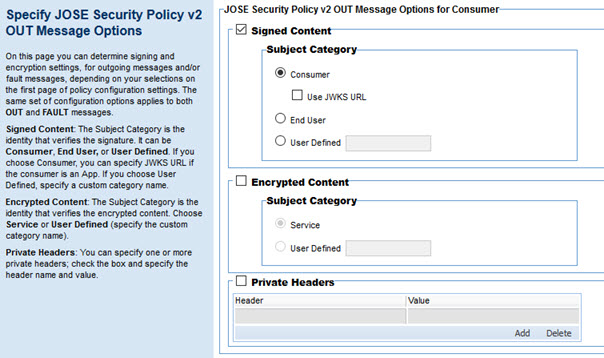 Specify JOSE Security Policy v2
OUT Message Options
On this page you can determine signing and
encryption settings, for outgoing messages and/or
fault messages, depending on your selections on
the first page of policy configuration settings. The
same set of configuration options applies to both
OUT and FAULT messages.
Signed Content: The Subject Category is the
identity that verifies the signature. It can be
Consumer, End User, or User Defined. If you
choose Consumer, you can specify JWKS URL if
the consumer is an App. If you choose User
Defined, specify a custom category name.
Encrypted Content: The Subject Category is the
identity that verifies the encrypted content. Choose
Service or User Defined (specify the custom
category name).
Private Headers: You can specify one or more
private headers; check the box and specify the
header name and value.
JOSE Security Policy v2 OUT Message Options for Consumer
Signed Content
Subject Category
Consumer
Use JWKS URL
End User
User Defined
Encrypted Content
Subject Category
Service
User Defined
Private Headers
Header Value
Add Delete